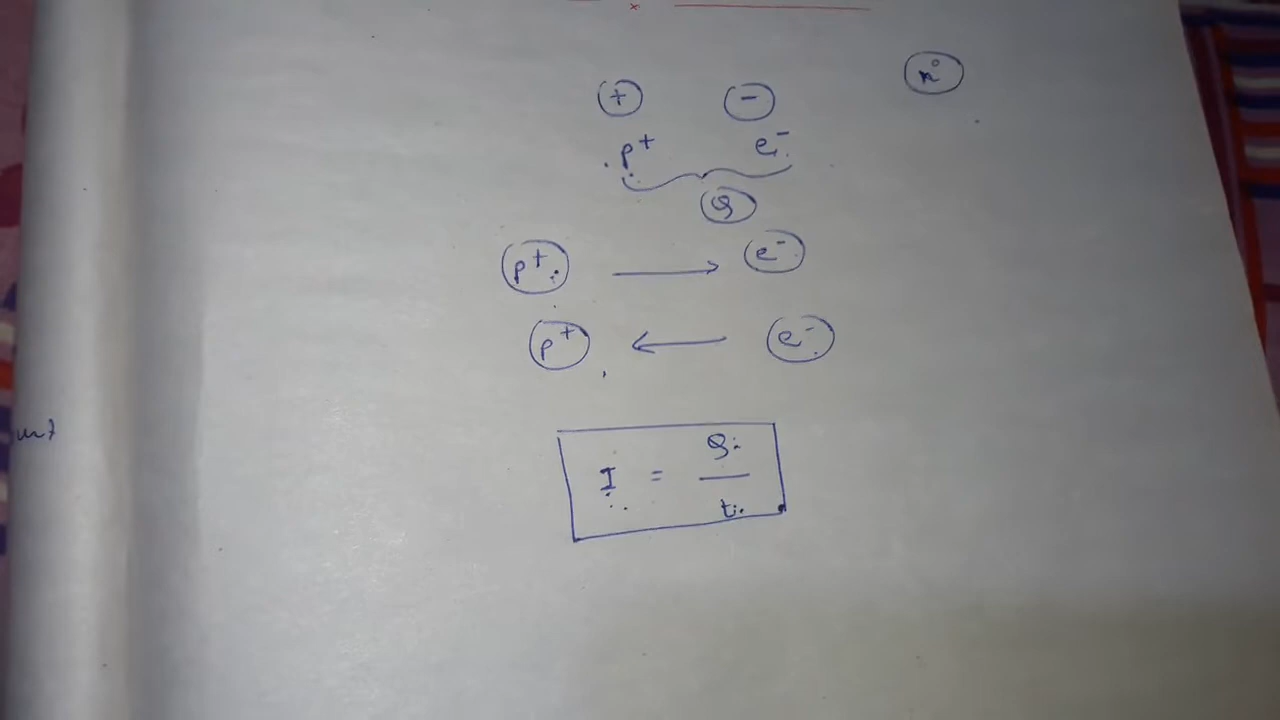 n°
+ −
p⁺ e⁻
Q
p⁺ → e⁻
p⁺ ← e⁻
I = Q / t